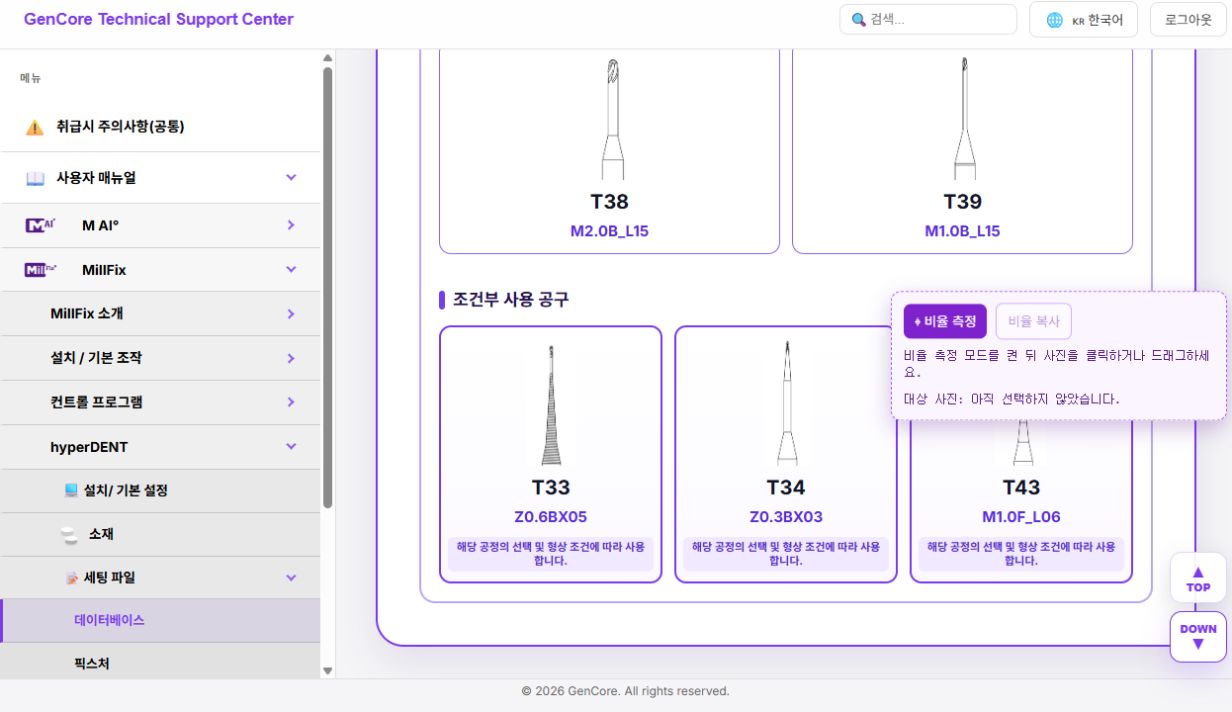 GenCore Technical Support Center
검색...
KR 한국어
로그아웃
메뉴
취급시 주의사항(공통)
사용자 매뉴얼
M AI°
MillFix
MillFix 소개
설치 / 기본 조작
컨트롤 프로그램
hyperDENT
설치/ 기본 설정
소재
세팅 파일
데이터베이스
픽스처
T38
M2.0B_L15
T39
M1.0B_L15
조건부 사용 공구
비율 측정
비율 복사
비율 측정 모드를 켠 뒤 사진을 클릭하거나 드래그하세
요.
대상 사진: 아직 선택하지 않았습니다.
T33
Z0.6BX05
해당 공정의 선택 및 형상 조건에 따라 사용
합니다.
T34
Z0.3BX03
해당 공정의 선택 및 형상 조건에 따라 사용
합니다.
T43
M1.0F_L06
해당 공정의 선택 및 형상 조건에 따라 사용
합니다.
TOP
DOWN
© 2026 GenCore. All rights reserved.